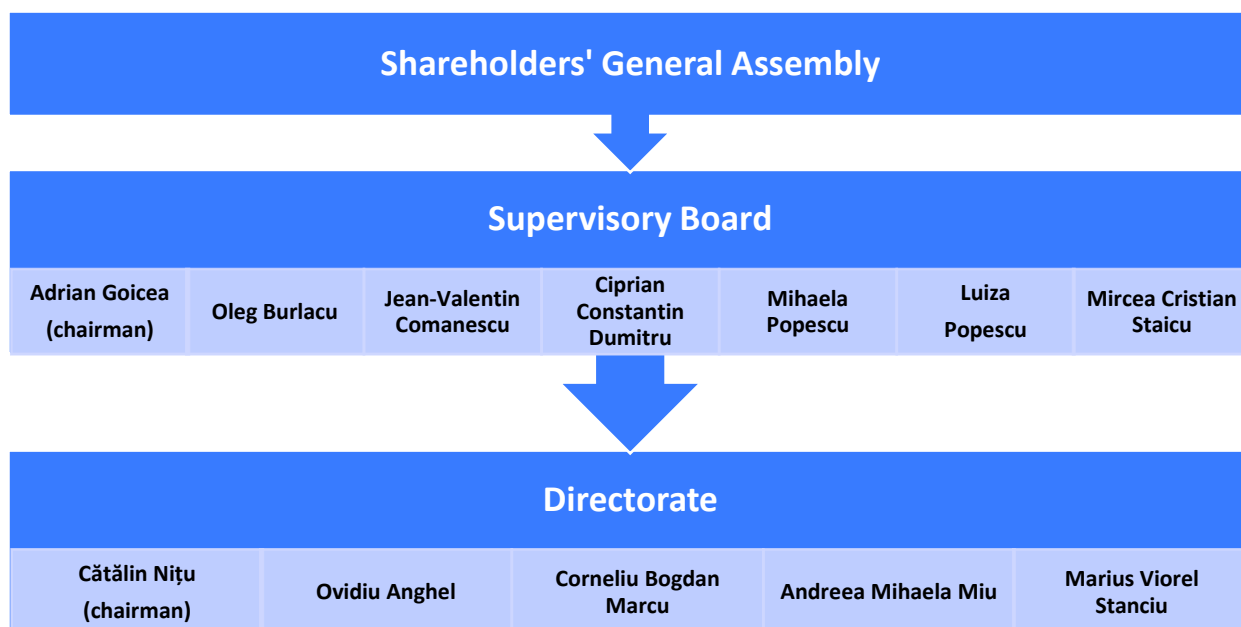 Shareholders' General Assembly
Supervisory Board
Adrian Goicea
(chairman)
Oleg Burlacu
Jean-Valentin
Comanescu
Ciprian
Constantin
Dumitru
Mihaela
Popescu
Luiza
Popescu
Mircea Cristian
Staicu
Directorate
Cătălin Nițu
(chairman)
Ovidiu Anghel
Corneliu Bogdan
Marcu
Andreea Mihaela Miu
Marius Viorel
Stanciu